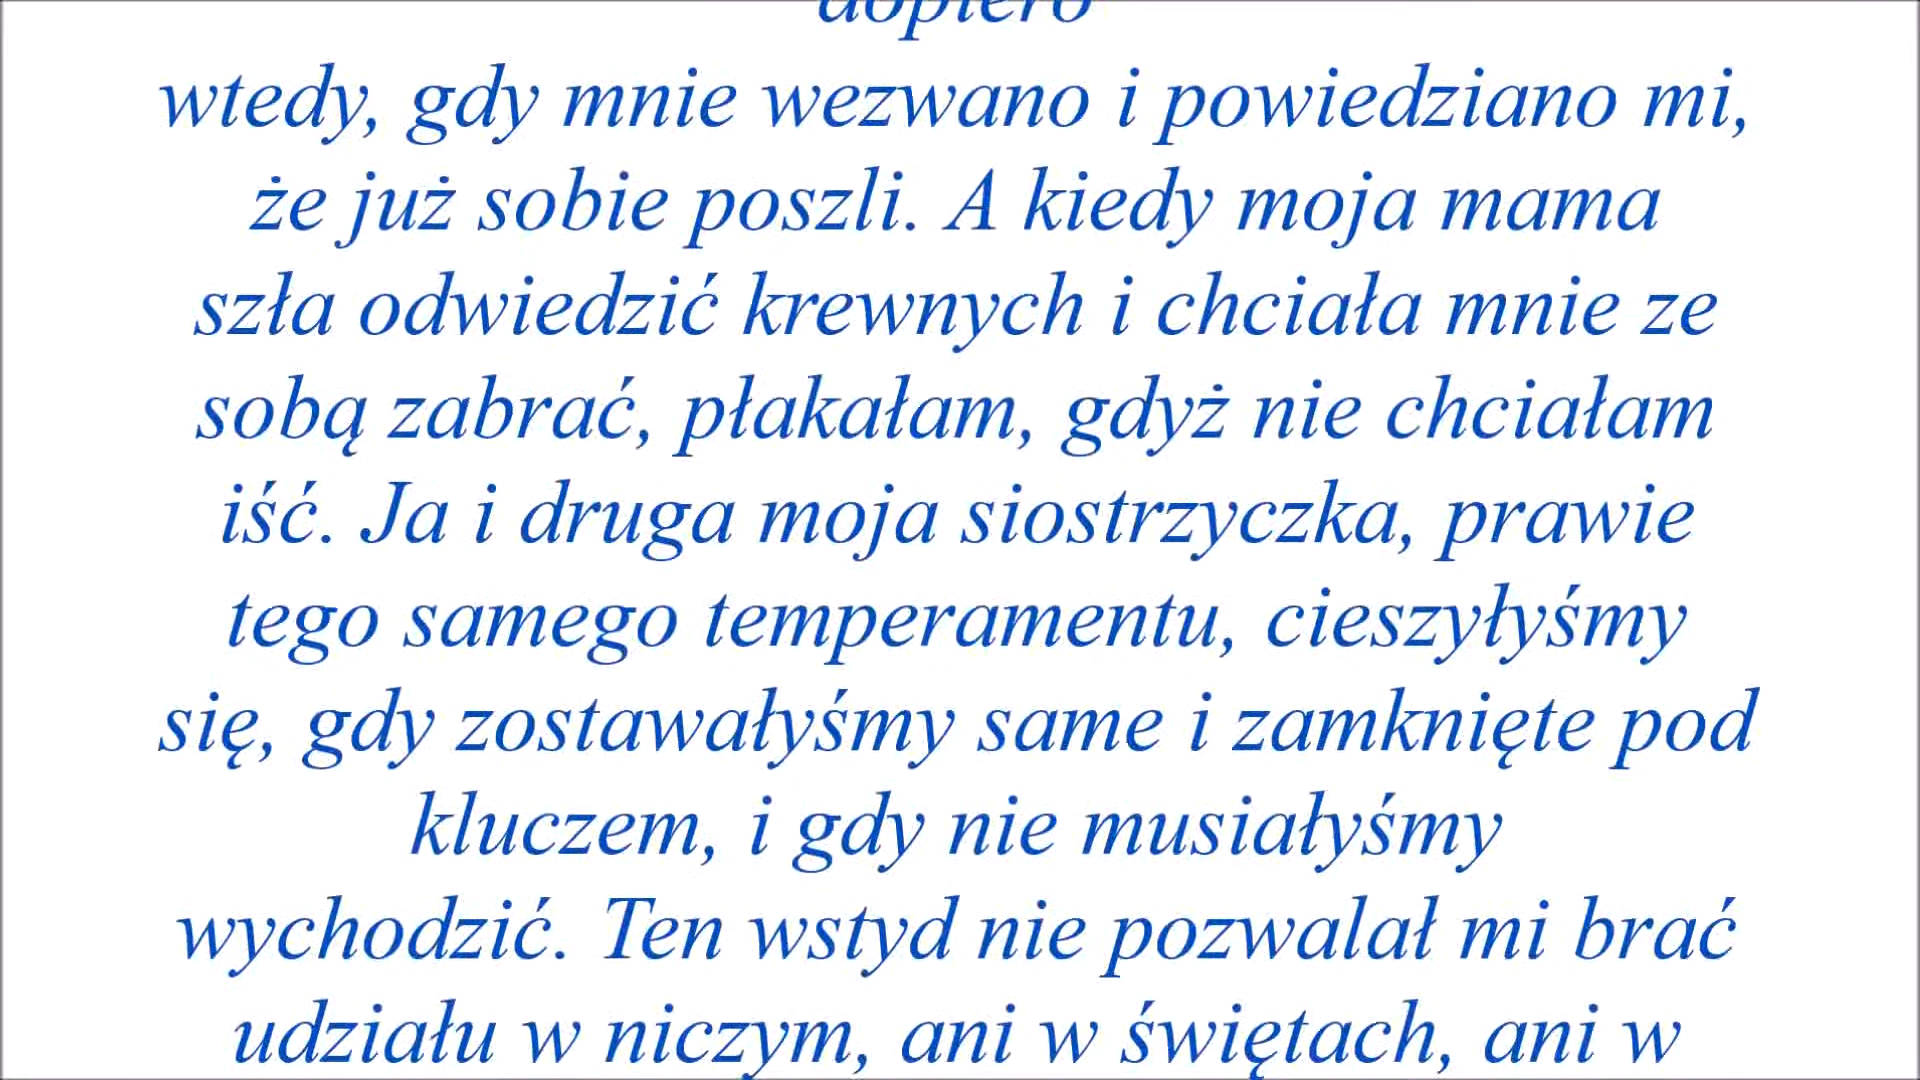 dopiero
wtedy, gdy mnie wezwano i powiedziano mi,
że już sobie poszli. A kiedy moja mama
szła odwiedzić krewnych i chciała mnie ze
sobą zabrać, płakałam, gdyż nie chciałam
iść. Ja i druga moja siostrzyczka, prawie
tego samego temperamentu, cieszyłyśmy
się, gdy zostawałyśmy same i zamknięte pod
kluczem, i gdy nie musiałyśmy
wychodzić. Ten wstyd nie pozwalał mi brać
udziału w niczym, ani w świętach, ani w